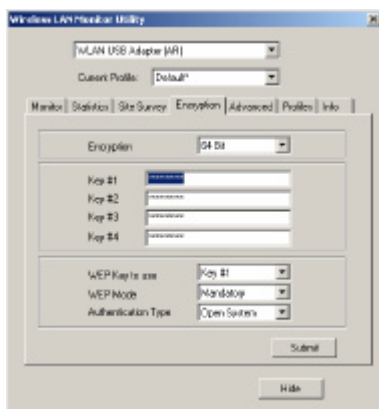 Wireless LAN Monitor Utility
WLAN USB Adapter (AR)
Current Profile: Default*
Monitor Statistics Site Survey Encryption Advanced Profiles Info
Encryption 64 Bit
Key #1 **********
Key #2 **********
Key #3 **********
Key #4 **********
WEP Key to use Key #1
WEP Mode Mandatory
Authentication Type Open System
Submit
Hide